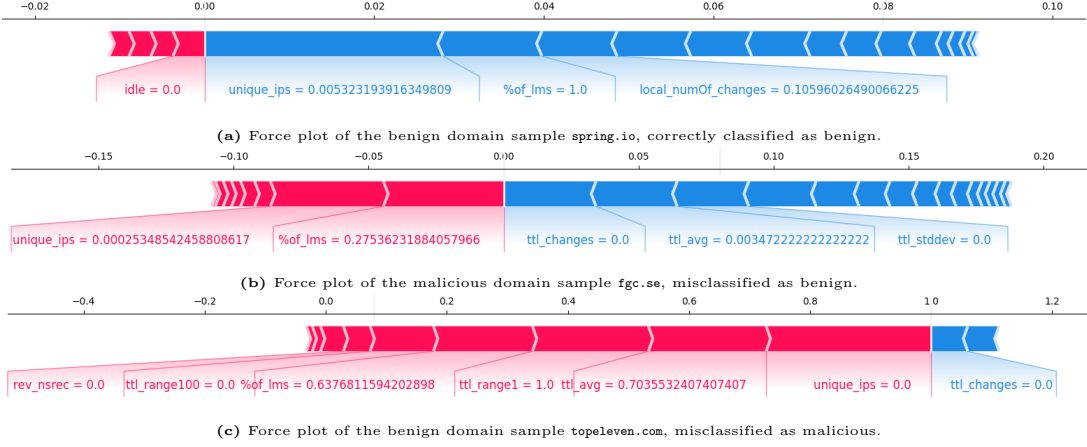 −0.02 0.00 0.02 0.04 0.06 0.08 0.10
idle = 0.0 unique_ips = 0.005323193916349809 %of_lms = 1.0 local_numOf_changes = 0.10596026490066225
(a) Force plot of the benign domain sample spring.io, correctly classified as benign.
−0.15 −0.10 −0.05 0.00 0.05 0.10 0.15 0.20
unique_ips = 0.00025348542458808617 %of_lms = 0.27536231884057966 ttl_changes = 0.0 ttl_avg = 0.003472222222222222 ttl_stddev = 0.0
(b) Force plot of the malicious domain sample fgc.se, misclassified as benign.
−0.4 −0.2 0.0 0.2 0.4 0.6 0.8 1.0 1.2
rev_nsrec = 0.0 ttl_range100 = 0.0 %of_lms = 0.6376811594202898 ttl_range1 = 1.0 ttl_avg = 0.7035532407407407 unique_ips = 0.0 ttl_changes = 0.0
(c) Force plot of the benign domain sample topeleven.com, misclassified as malicious.